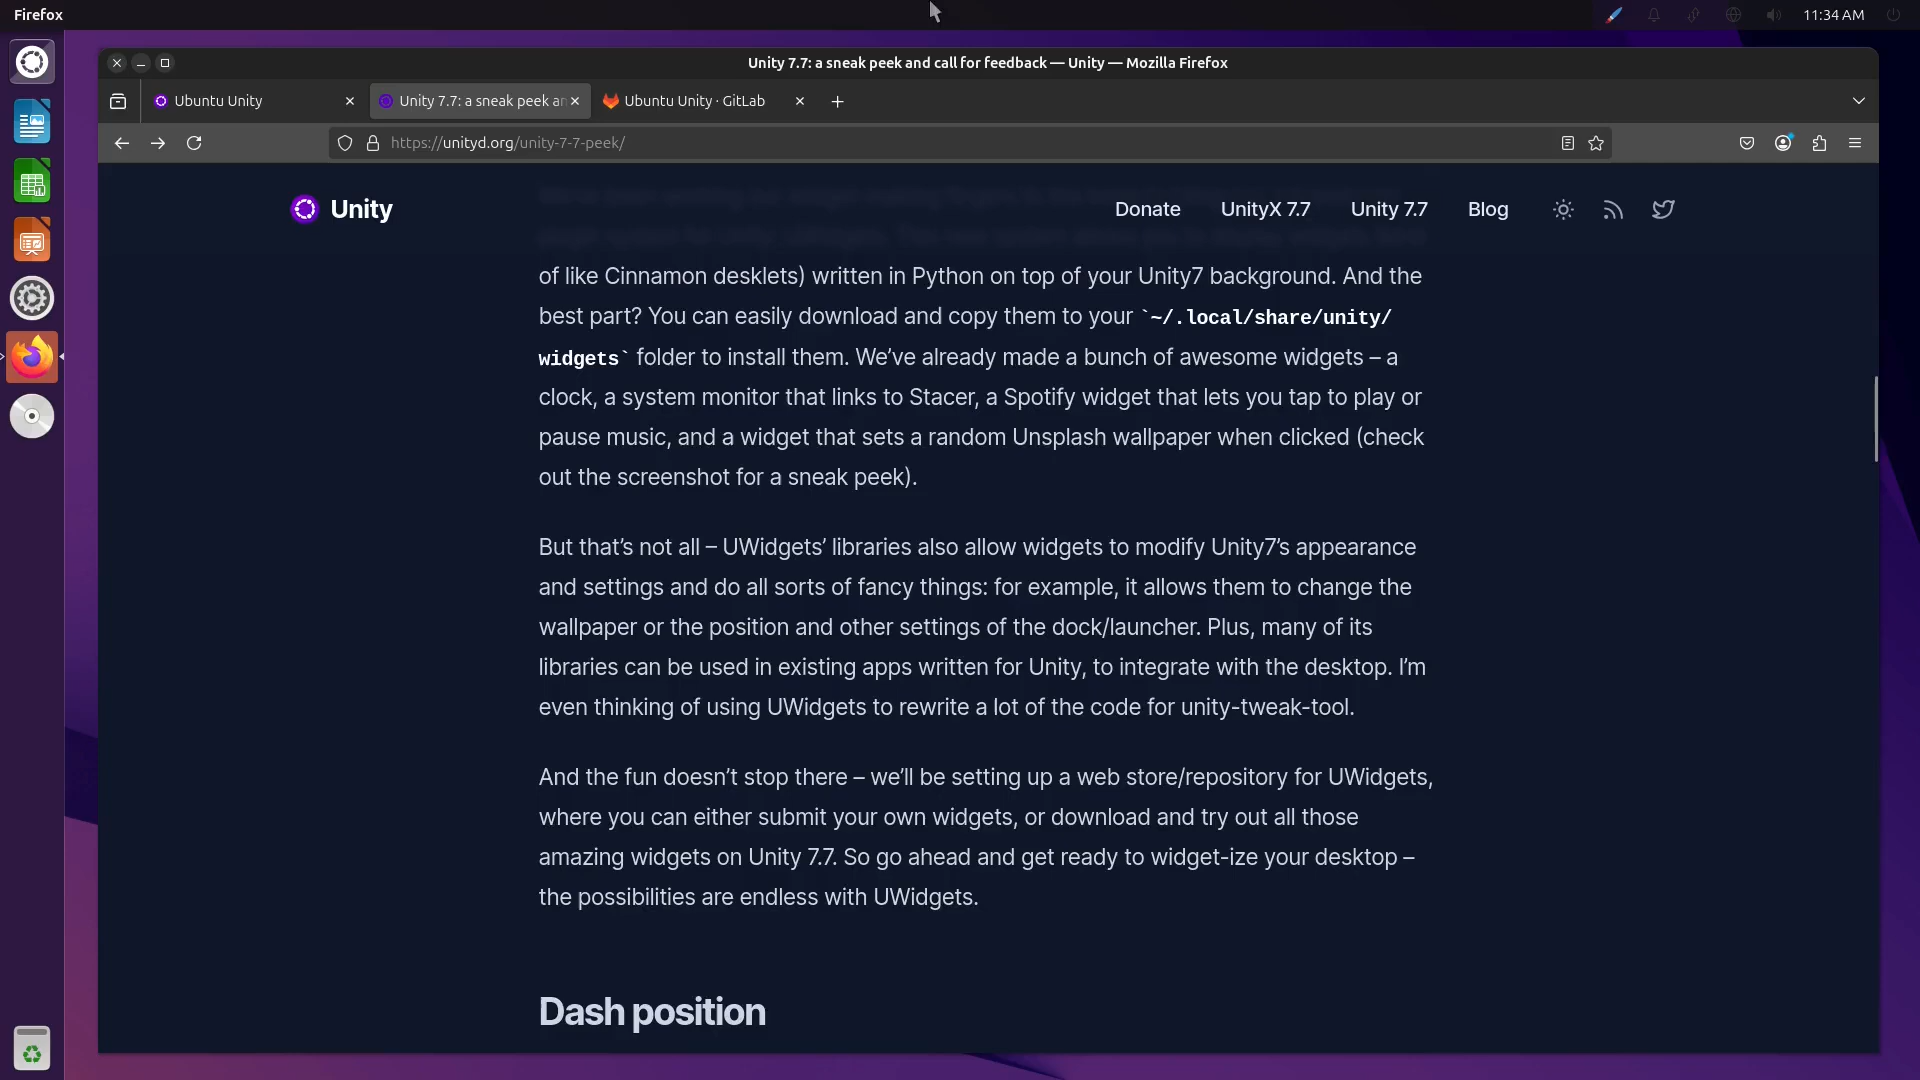 Firefox
11:34 AM
Unity 7.7: a sneak peek and call for feedback — Unity — Mozilla Firefox
Ubuntu Unity
Unity 7.7: a sneak peek an
Ubuntu Unity · GitLab
https://unityd.org/unity-7-7-peek/
Unity
Donate
UnityX 7.7
Unity 7.7
Blog
of like Cinnamon desklets) written in Python on top of your Unity7 background. And the
best part? You can easily download and copy them to your `~/.local/share/unity/
widgets` folder to install them. We’ve already made a bunch of awesome widgets – a
clock, a system monitor that links to Stacer, a Spotify widget that lets you tap to play or
pause music, and a widget that sets a random Unsplash wallpaper when clicked (check
out the screenshot for a sneak peek).
But that’s not all – UWidgets’ libraries also allow widgets to modify Unity7’s appearance
and settings and do all sorts of fancy things: for example, it allows them to change the
wallpaper or the position and other settings of the dock/launcher. Plus, many of its
libraries can be used in existing apps written for Unity, to integrate with the desktop. I’m
even thinking of using UWidgets to rewrite a lot of the code for unity-tweak-tool.
And the fun doesn’t stop there – we’ll be setting up a web store/repository for UWidgets,
where you can either submit your own widgets, or download and try out all those
amazing widgets on Unity 7.7. So go ahead and get ready to widget-ize your desktop –
the possibilities are endless with UWidgets.
Dash position